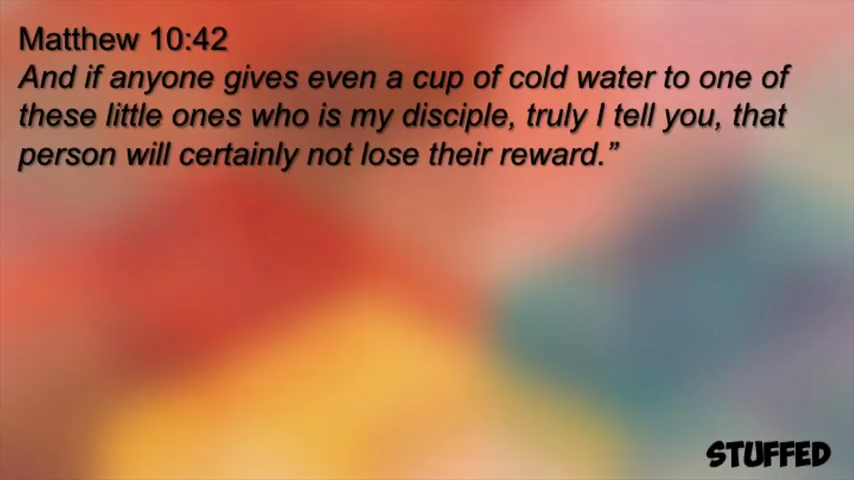 Matthew 10:42
And if anyone gives even a cup of cold water to one of
these little ones who is my disciple, truly I tell you, that
person will certainly not lose their reward.”
STUFFED